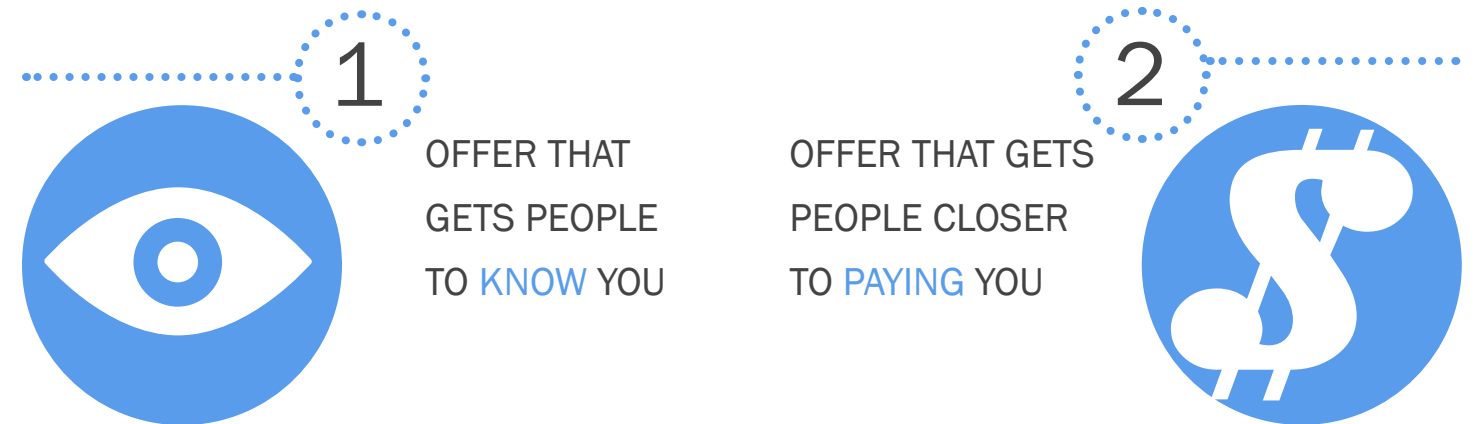 1
OFFER THAT
GETS PEOPLE
TO KNOW YOU
2
OFFER THAT GETS
PEOPLE CLOSER
TO PAYING YOU